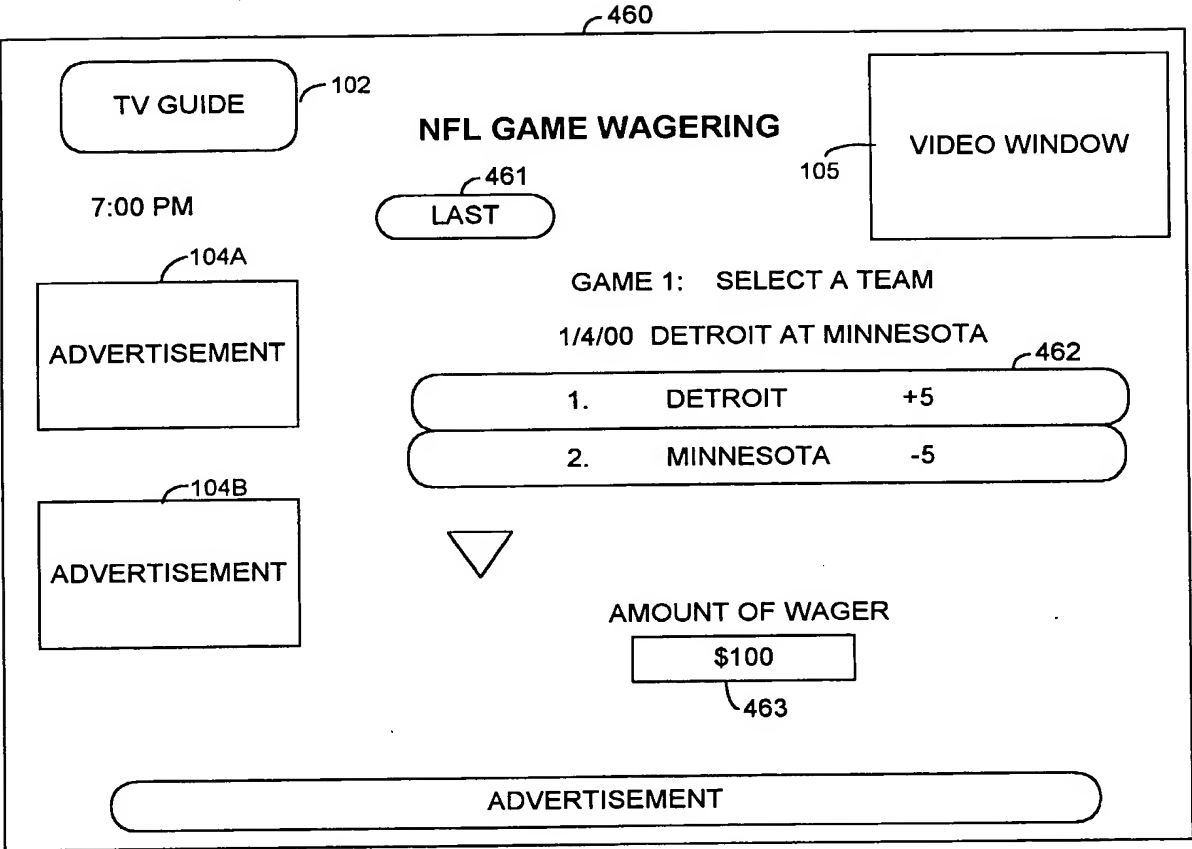 460
TV GUIDE
102
NFL GAME WAGERING
VIDEO WINDOW
105
461
7:00 PM
LAST
104A
GAME 1: SELECT A TEAM
ADVERTISEMENT
1/4/00 DETROIT AT MINNESOTA
462
1. DETROIT +5
2. MINNESOTA -5
104B
ADVERTISEMENT
AMOUNT OF WAGER
$100
463
ADVERTISEMENT